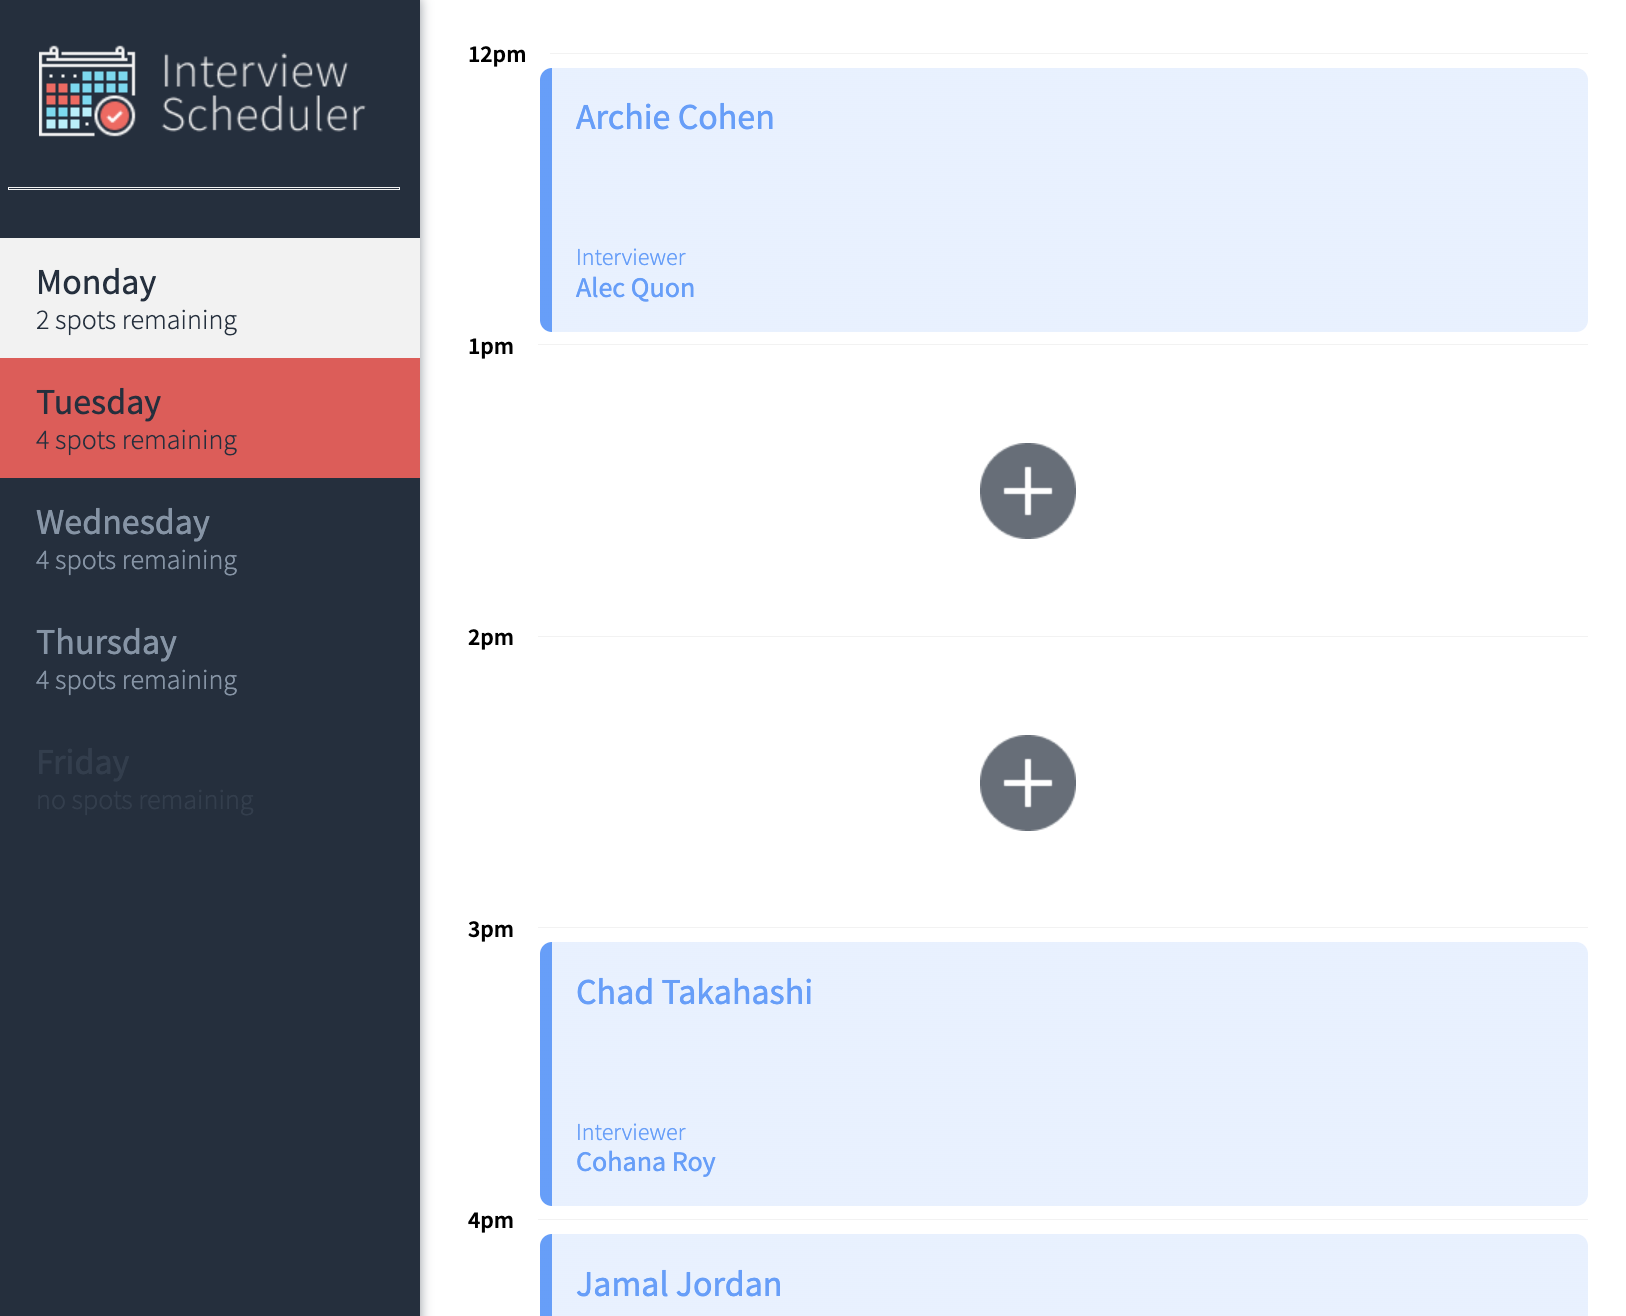 Interview
Scheduler
Monday
2 spots remaining
Tuesday
4 spots remaining
Wednesday
4 spots remaining
Thursday
4 spots remaining
Friday
no spots remaining
12pm
Archie Cohen
Interviewer
Alec Quon
1pm
2pm
3pm
Chad Takahashi
Interviewer
Cohana Roy
4pm
Jamal Jordan